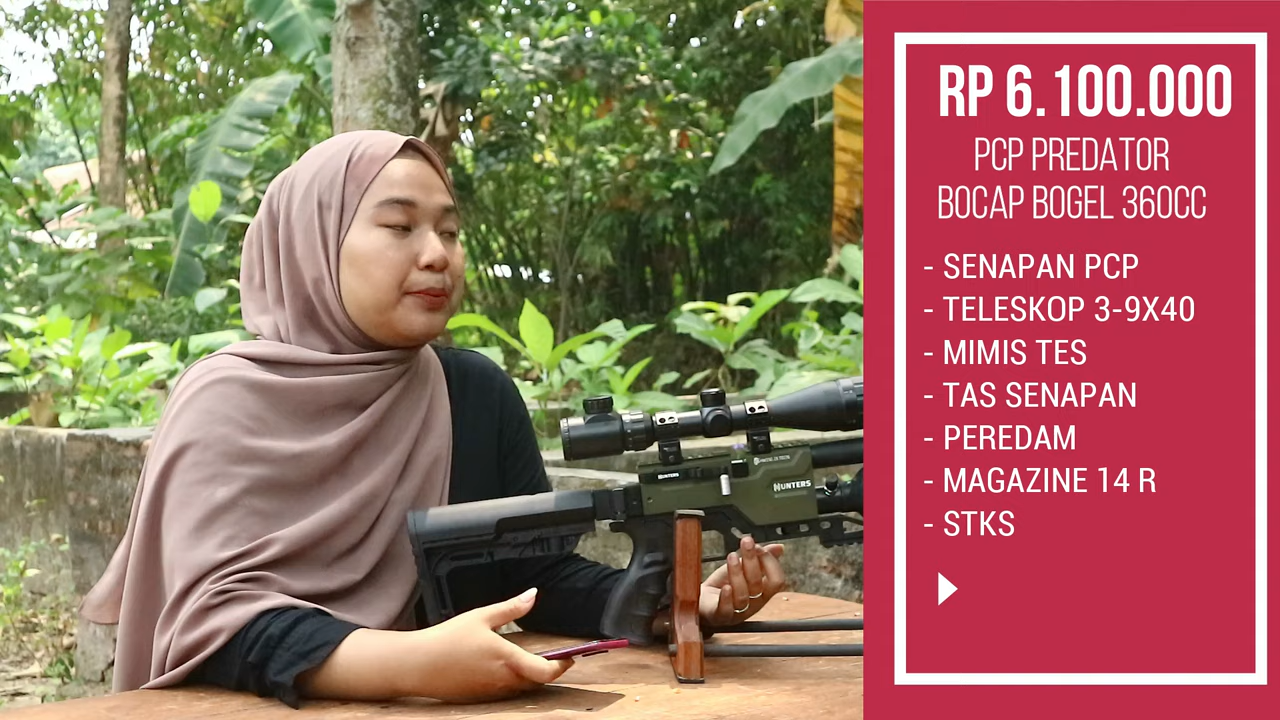 RP 6.100.000
PCP PREDATOR
BOCAP BOGEL 360CC
- SENAPAN PCP
- TELESKOP 3-9X40
- MIMIS TES
- TAS SENAPAN
- PEREDAM
- MAGAZINE 14 R
- STKS
HUNTERS
HUNTERS